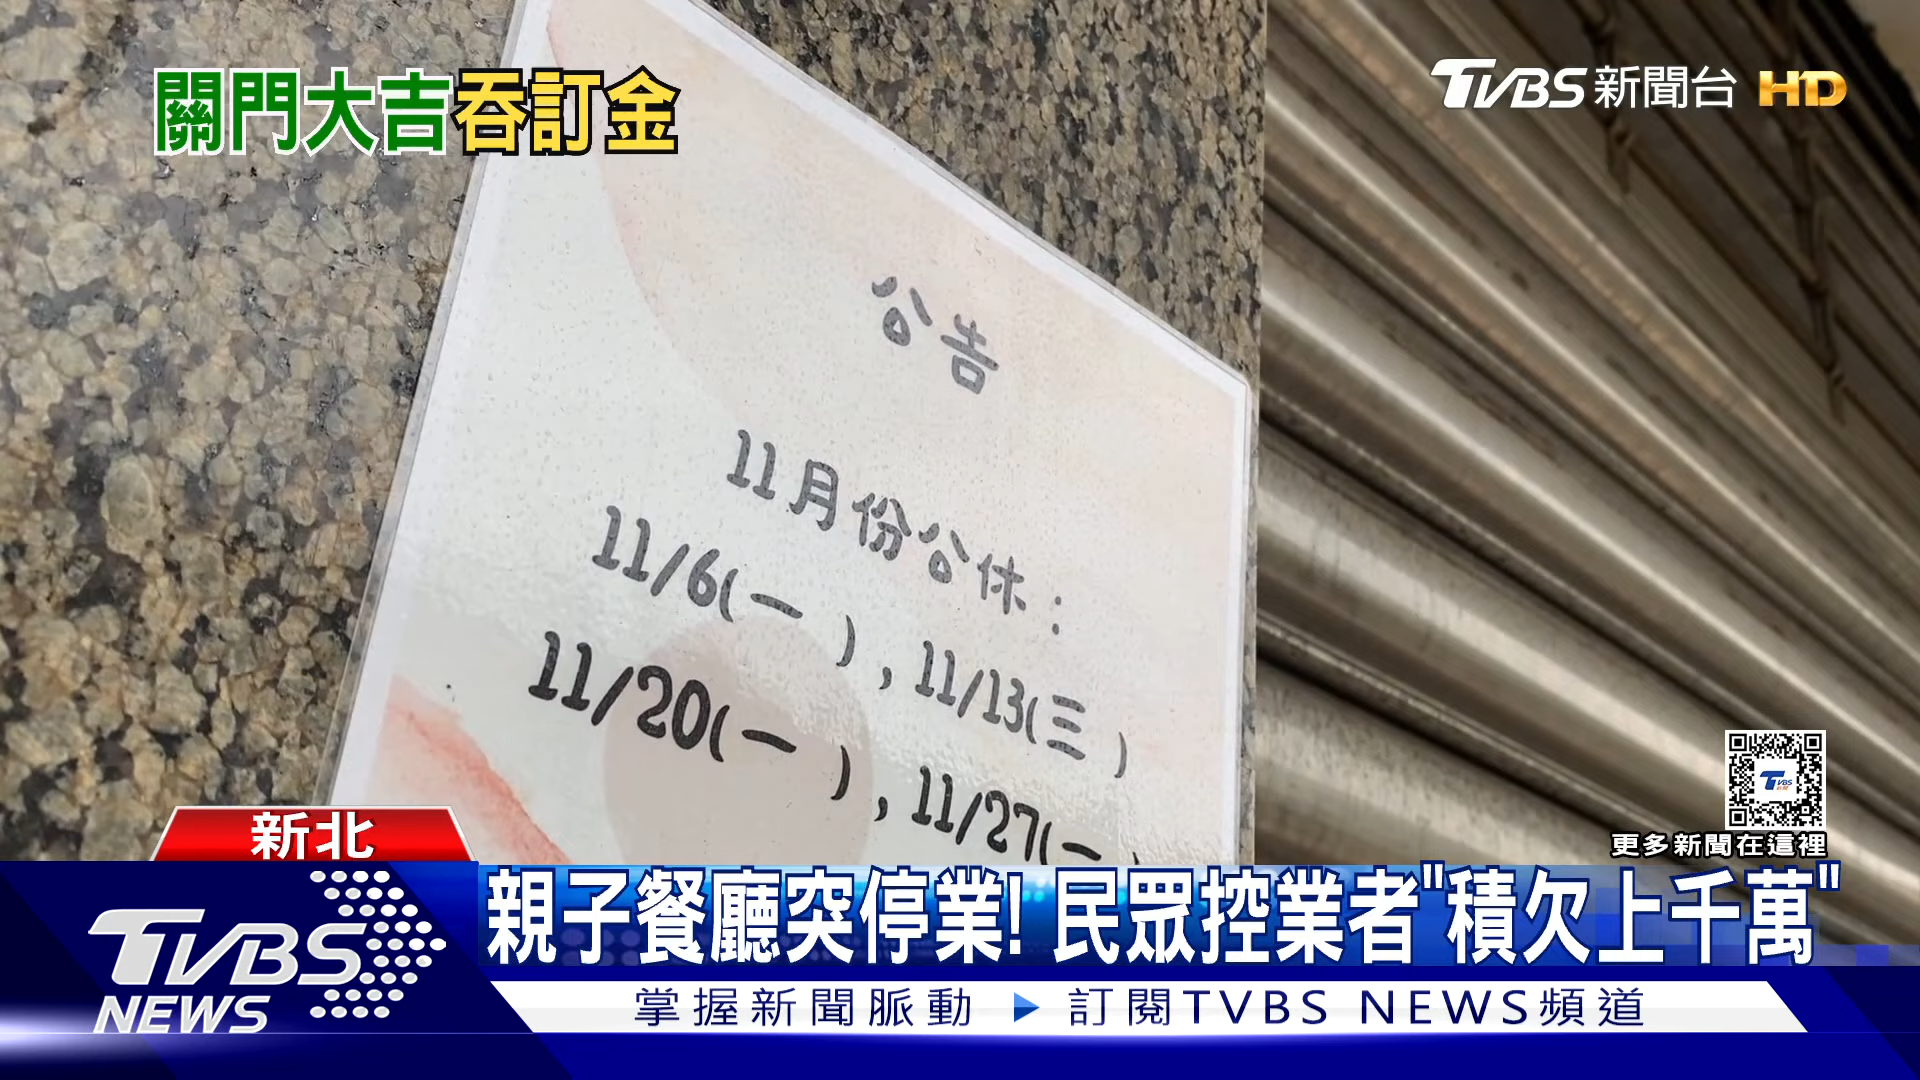 關門大吉吞訂金
TVBS新聞台 HD
公告
11月份公休:
11/6(一),11/13(三)
11/20(一),11/27(一)
TVBS
更多新聞在這裡
新北
親子餐廳突停業! 民眾控業者"積欠上千萬"
TVBS
NEWS
掌握新聞脈動 ▶ 訂閱TVBS NEWS頻道